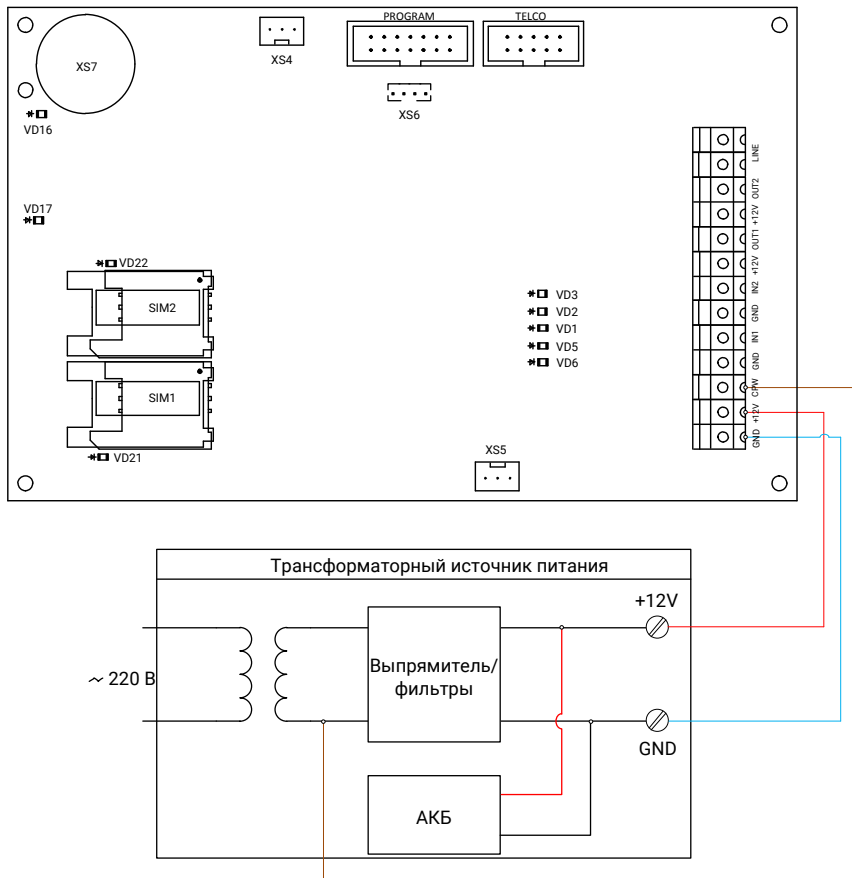 PROGRAM
TELCO
XS7
XS4
XS6
VD16
VD17
VD22
SIM2
SIM1
VD21
VD3
VD2
VD1
VD5
VD6
XS5
LINE
OUT2
+12V
OUT1
+12V
IN2
GND
IN1
GND
CPW
+12V
GND
Трансформаторный источник питания
+12V
~ 220 В
Выпрямитель/
фильтры
GND
АКБ